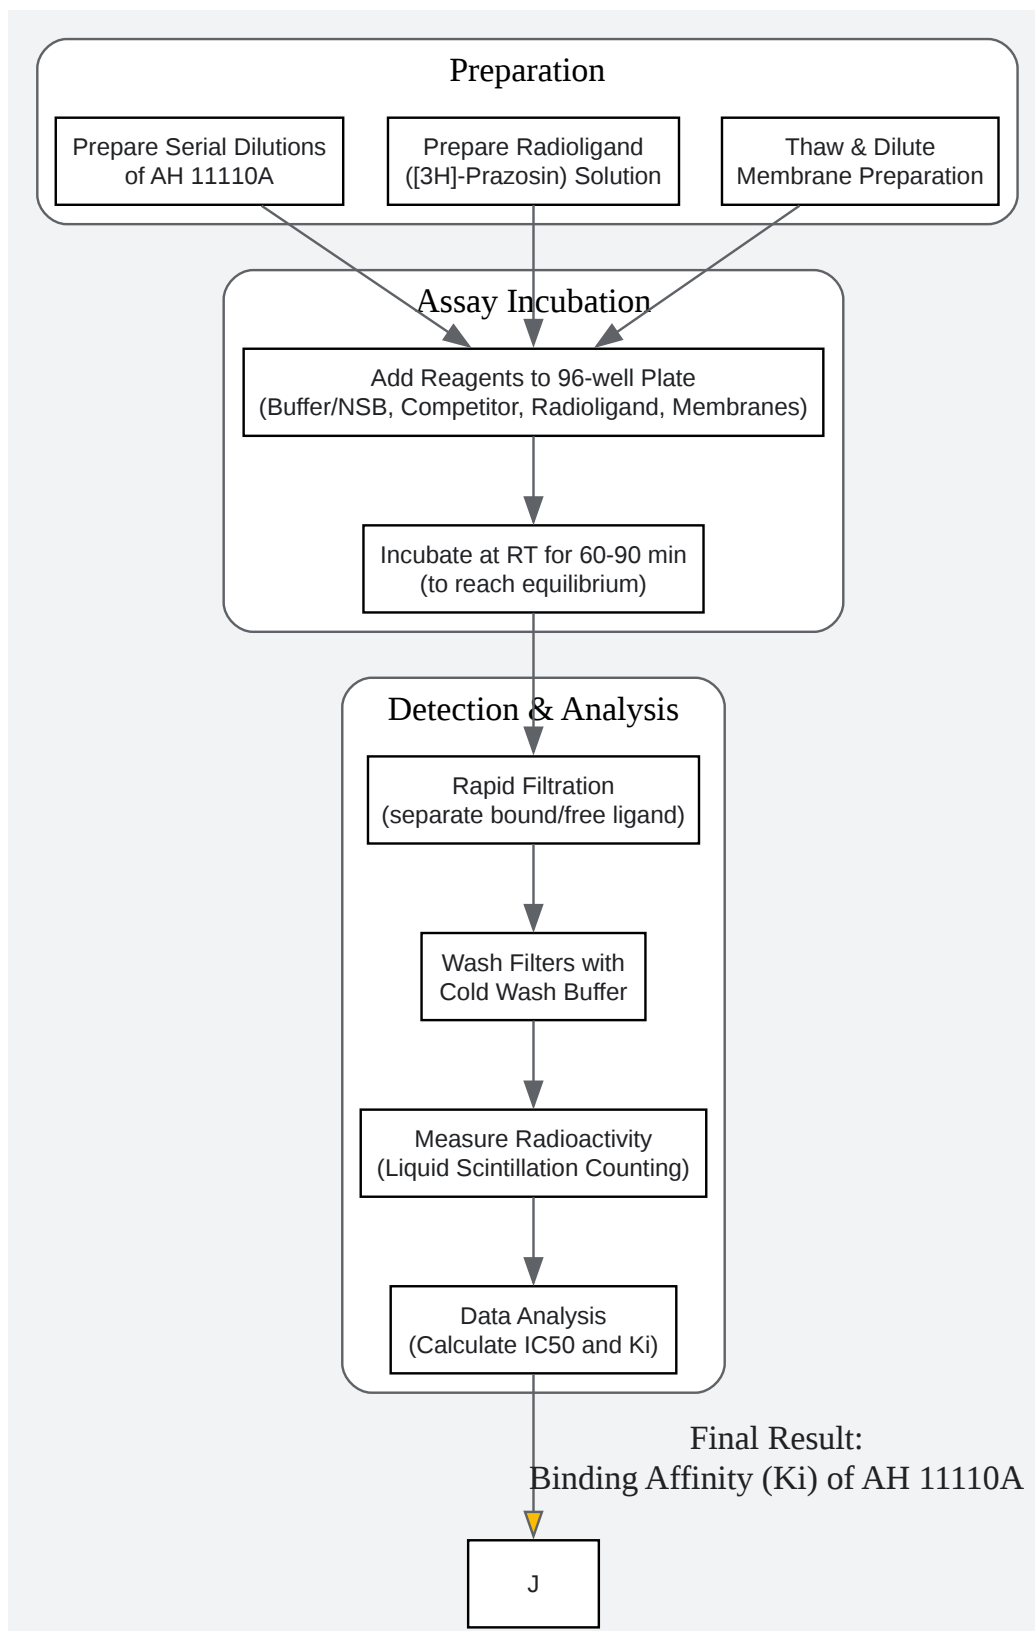 Preparation
Prepare Serial Dilutions
of AH 11110A
Prepare Radioligand
([3H]-Prazosin) Solution
Thaw & Dilute
Membrane Preparation
Assay Incubation
Add Reagents to 96-well Plate
(Buffer/NSB, Competitor, Radioligand, Membranes)
Incubate at RT for 60-90 min
(to reach equilibrium)
Detection & Analysis
Rapid Filtration
(separate bound/free ligand)
Wash Filters with
Cold Wash Buffer
Measure Radioactivity
(Liquid Scintillation Counting)
Data Analysis
(Calculate IC50 and Ki)
Final Result:
Binding Affinity (Ki) of AH 11110A
J